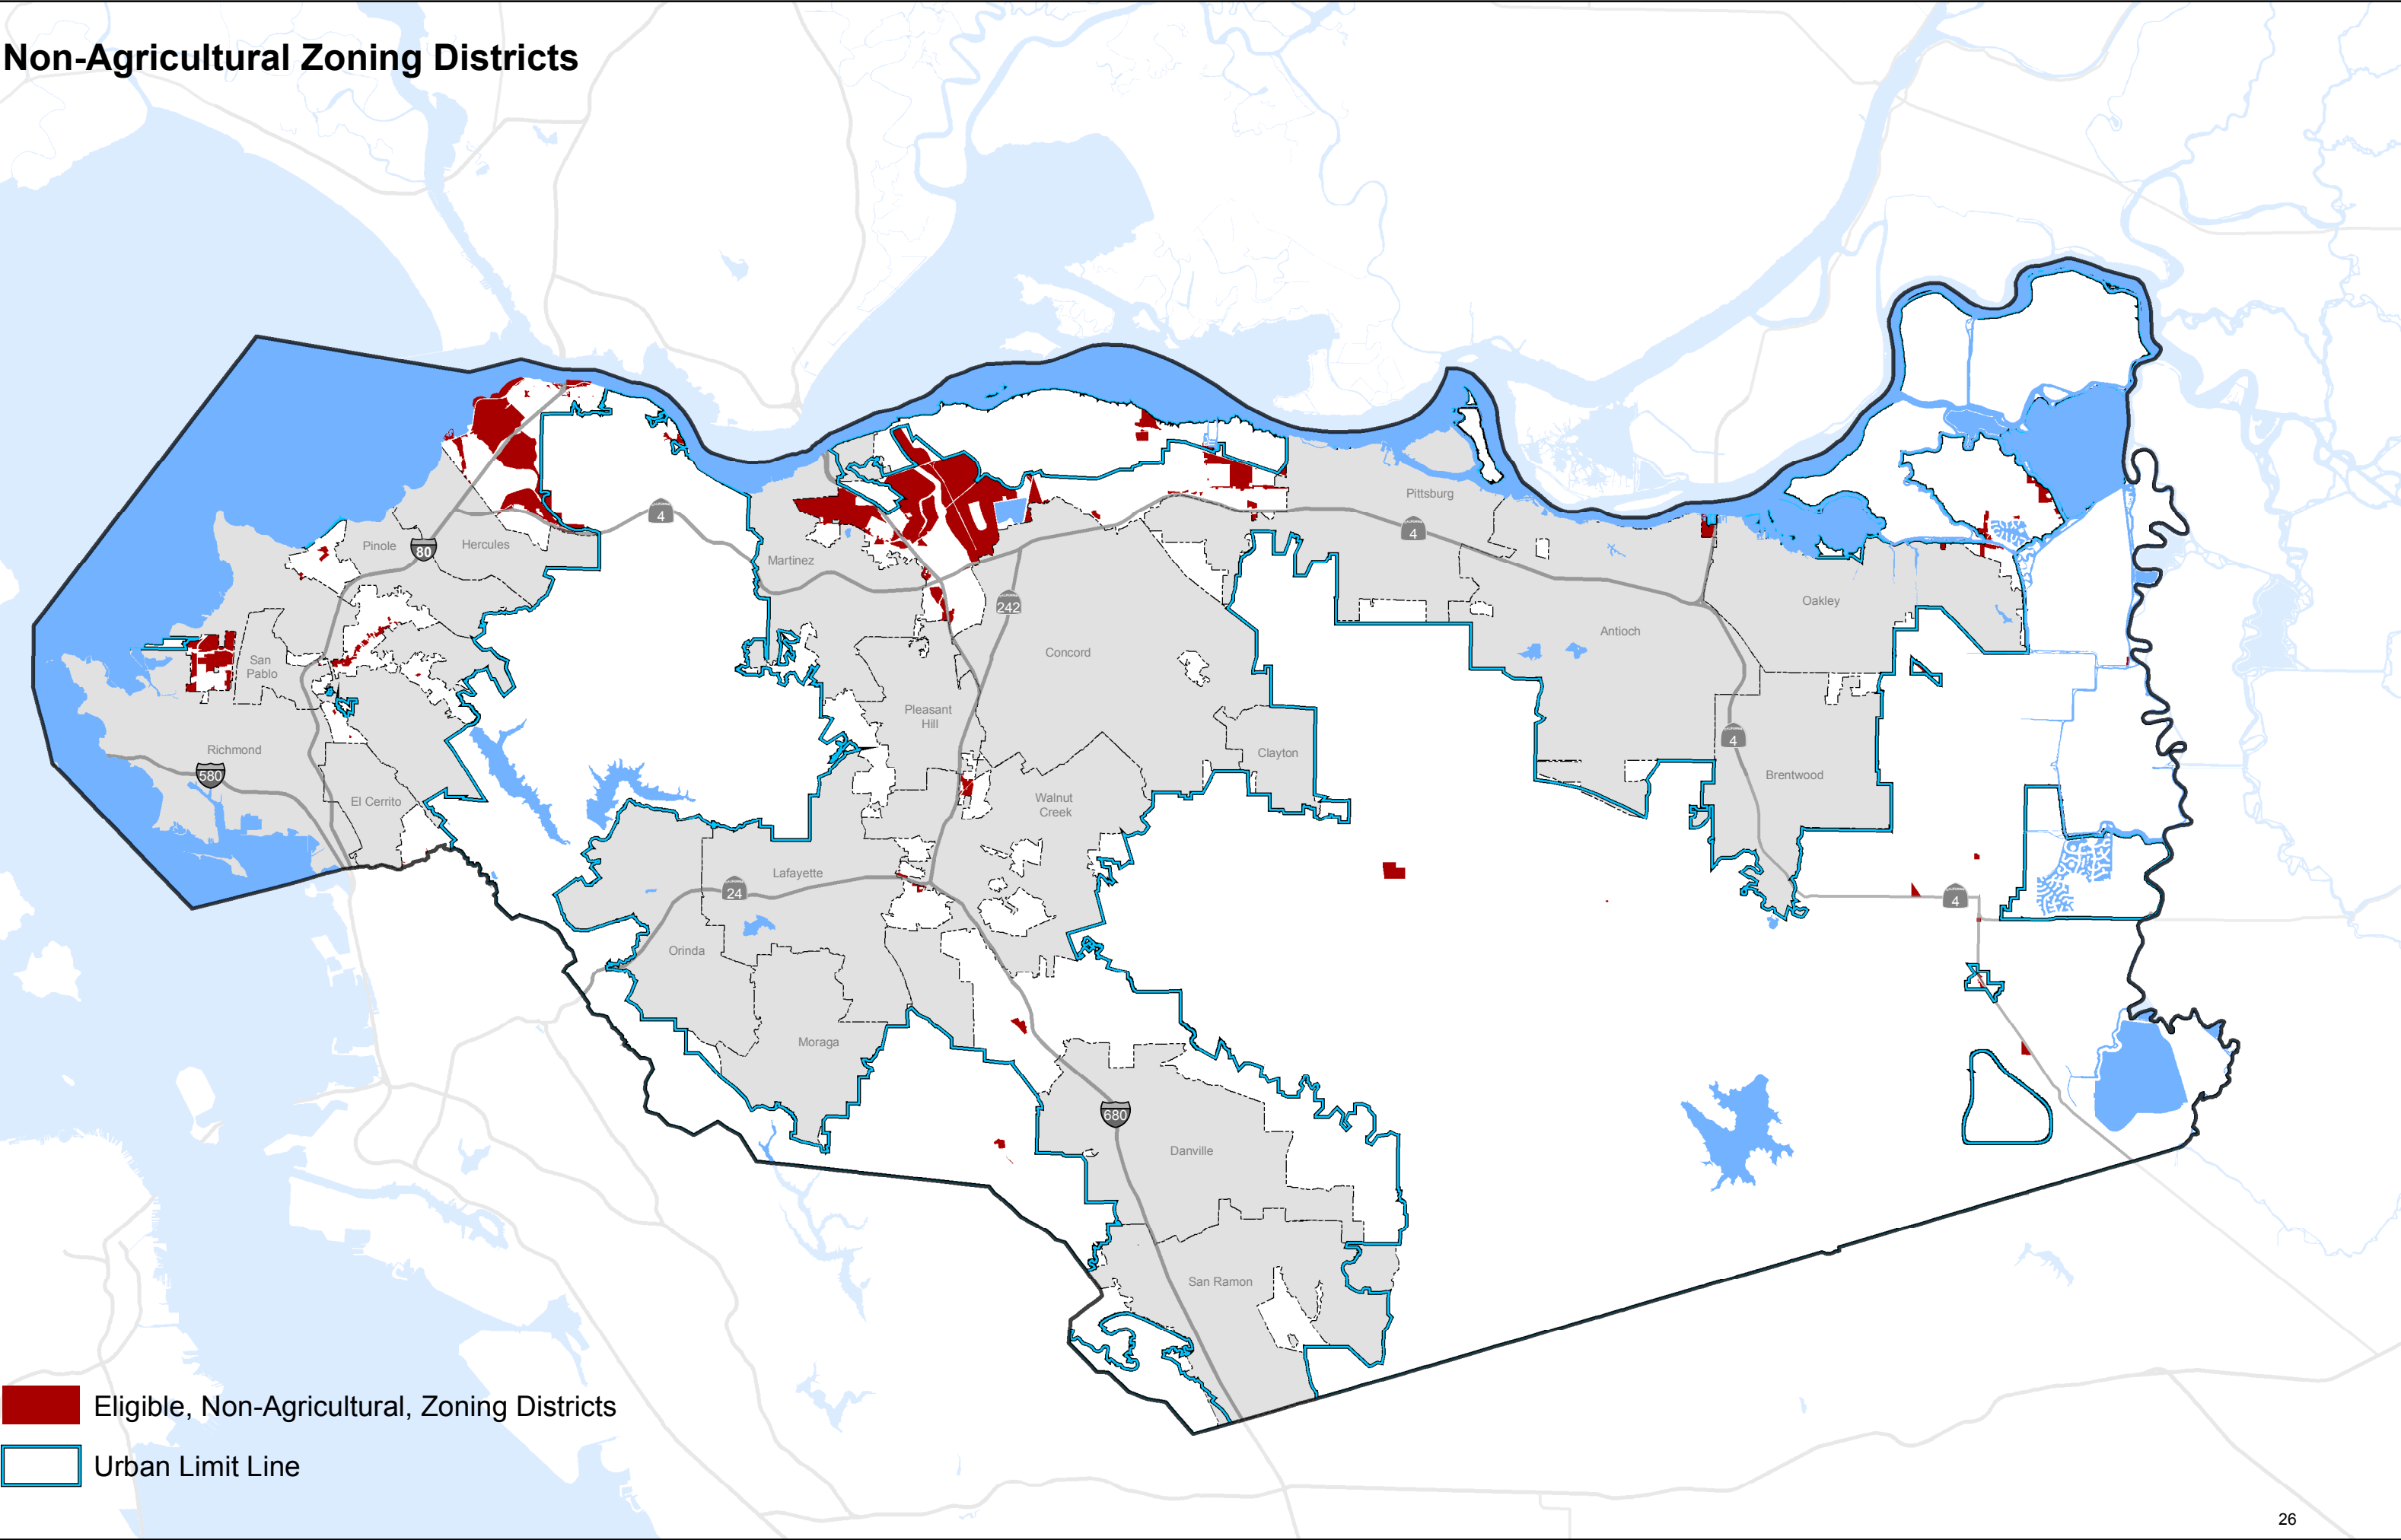 Non-Agricultural Zoning Districts
4
Pittsburg
4
Pinole
80
Hercules
Martinez
242
Oakley
Antioch
Concord
San
Pablo
Pleasant
Hill
4
Richmond
Clayton
580
Brentwood
El Cerrito
Walnut
Creek
Lafayette
24
4
Orinda
Moraga
680
Danville
San Ramon
Eligible, Non-Agricultural, Zoning Districts
Urban Limit Line
26